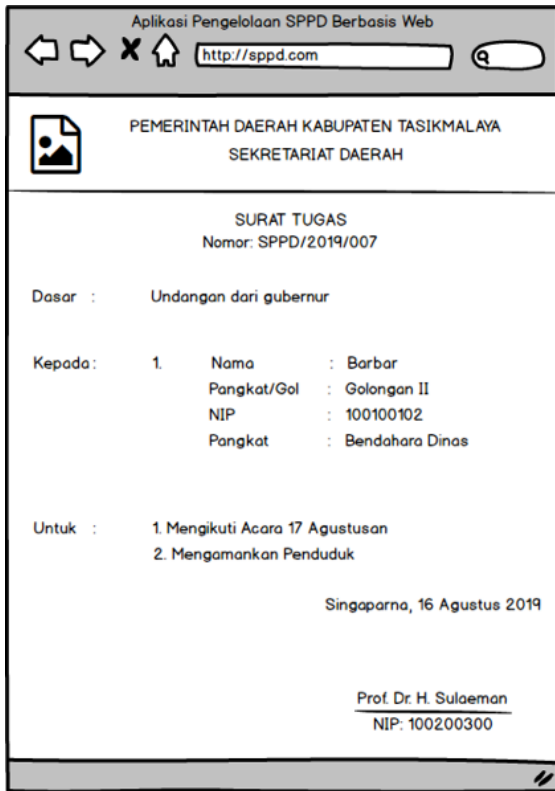 Aplikasi Pengelolaan SPPD Berbasis Web
http://sppd.com
PEMERINTAH DAERAH KABUPATEN TASIKMALAYA
SEKRETARIAT DAERAH
SURAT TUGAS
Nomor: SPPD/2019/007
Dasar : Undangan dari gubernur
Kepada : 1. Nama : Barbar
Pangkat/Gol : Golongan II
NIP : 100100102
Pangkat : Bendahara Dinas
Untuk : 1. Mengikuti Acara 17 Agustusan
2. Mengamankan Penduduk
Singaparna, 16 Agustus 2019
Prof. Dr. H. Sulaeman
NIP: 100200300